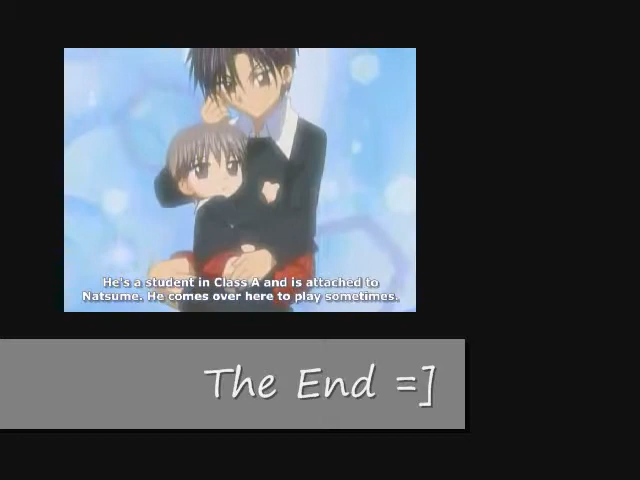 He's a student in Class A and is attached to
Natsume. He comes over here to play sometimes.
The End =]